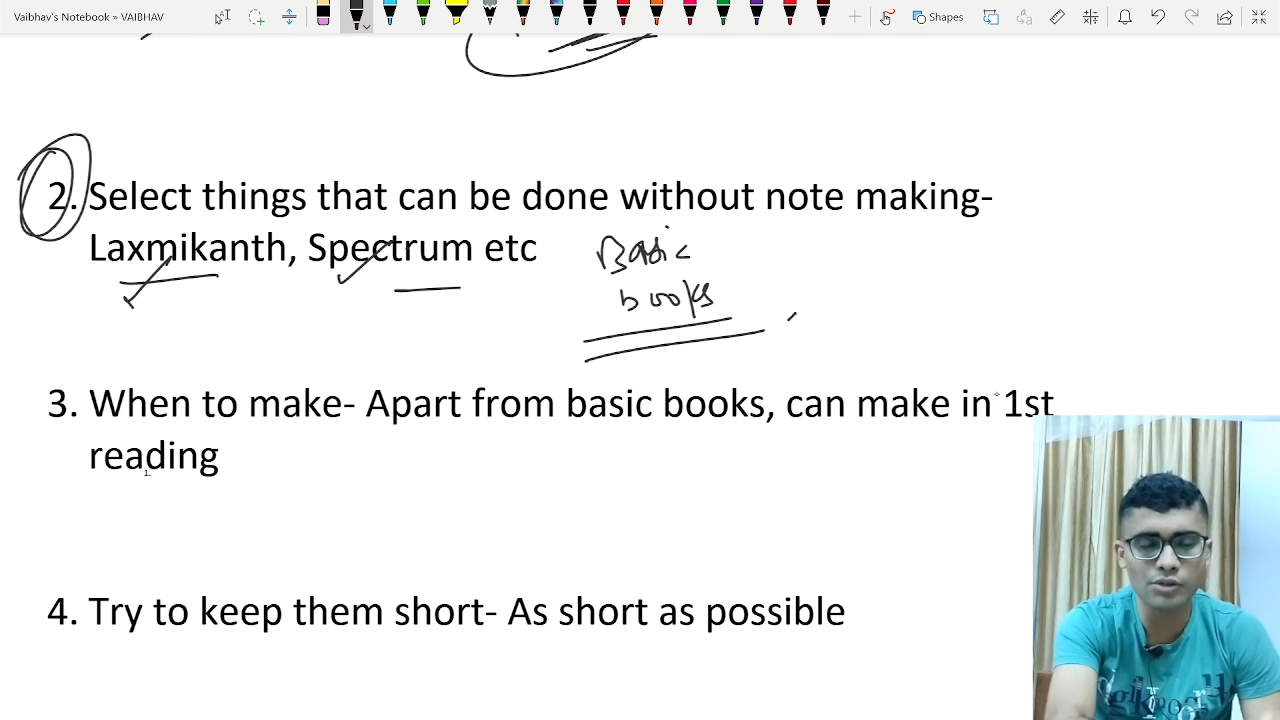 Vaibhav's Notebook » VAIBHAV
Shapes
2. Select things that can be done without note making-
Laxmikanth, Spectrum etc
Basic
books
3. When to make- Apart from basic books, can make in 1st
reading
1.
4. Try to keep them short- As short as possible